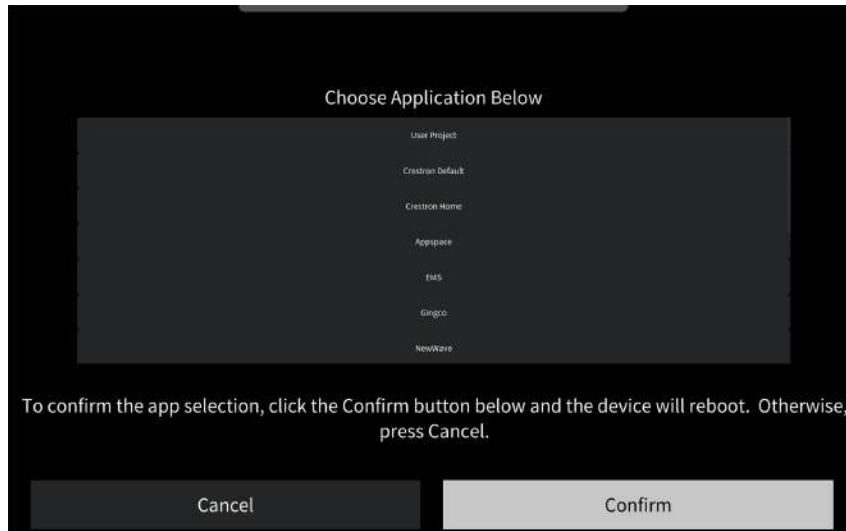 Choose Application Below
User Project
Crestron Default
Crestron Home
Appspace
EMS
Gingco
NewWave
To confirm the app selection, click the Confirm button below and the device will reboot.  Otherwise,
press Cancel.
Cancel
Confirm